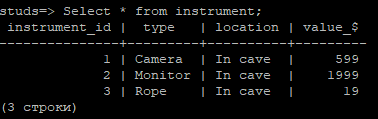 studs=> Select * from instrument;
instrument_id | type | location | value_$
---------------+---------+----------+---------
1 | Camera | In cave | 599
2 | Monitor | In cave | 1999
3 | Rope | In cave | 19
(3 строки)